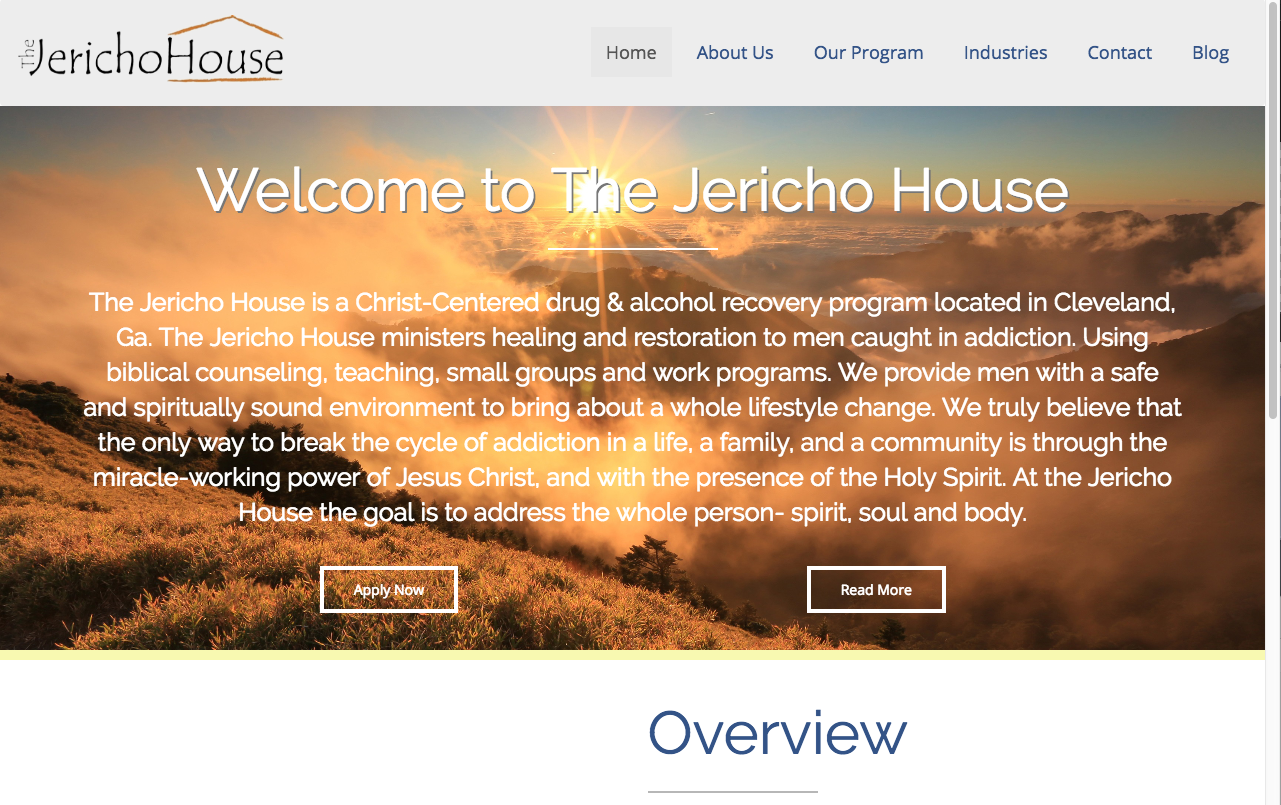 The JerichoHouse
Home About Us Our Program Industries Contact Blog
Welcome to The Jericho House
The Jericho House is a Christ-Centered drug & alcohol recovery program located in Cleveland,
Ga. The Jericho House ministers healing and restoration to men caught in addiction. Using
biblical counseling, teaching, small groups and work programs. We provide men with a safe
and spiritually sound environment to bring about a whole lifestyle change. We truly believe that
the only way to break the cycle of addiction in a life, a family, and a community is through the
miracle-working power of Jesus Christ, and with the presence of the Holy Spirit. At the Jericho
House the goal is to address the whole person- spirit, soul and body.
Apply Now Read More
Overview